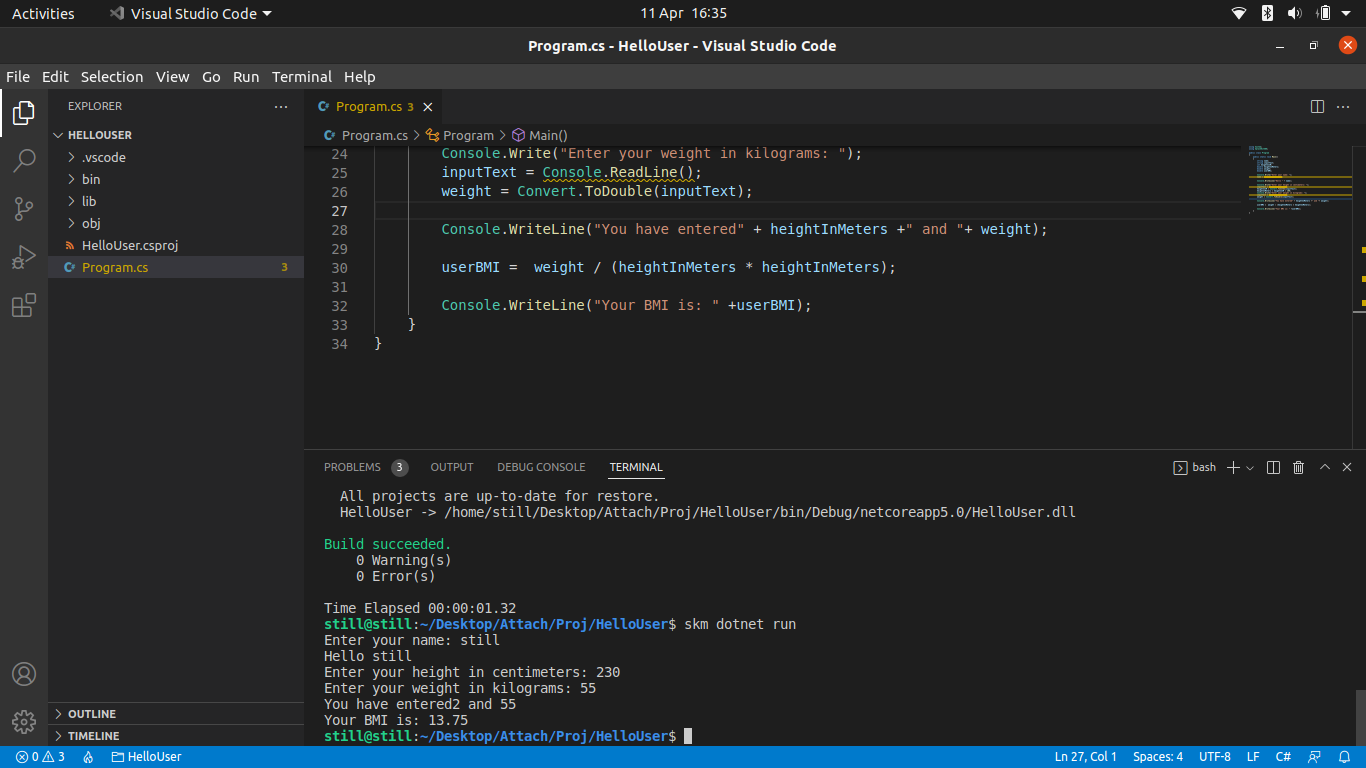 Activities
Visual Studio Code
11 Apr 16:35
Program.cs - HelloUser - Visual Studio Code
File Edit Selection View Go Run Terminal Help
EXPLORER
HELLOUSER
.vscode
bin
lib
obj
HelloUser.csproj
Program.cs 3
Program.cs 3
Program.cs > Program > Main()
24 Console.Write("Enter your weight in kilograms: ");
25 inputText = Console.ReadLine();
26 weight = Convert.ToDouble(inputText);
27
28 Console.WriteLine("You have entered" + heightInMeters +" and "+ weight);
29
30 userBMI =  weight / (heightInMeters * heightInMeters);
31
32 Console.WriteLine("Your BMI is: " +userBMI);
33 }
34 }
PROBLEMS 3 OUTPUT DEBUG CONSOLE TERMINAL
bash
All projects are up-to-date for restore.
HelloUser -> /home/still/Desktop/Attach/Proj/HelloUser/bin/Debug/netcoreapp5.0/HelloUser.dll
Build succeeded.
0 Warning(s)
0 Error(s)
Time Elapsed 00:00:01.32
still@still:~/Desktop/Attach/Proj/HelloUser$ skm dotnet run
Enter your name: still
Hello still
Enter your height in centimeters: 230
Enter your weight in kilograms: 55
You have entered2 and 55
Your BMI is: 13.75
still@still:~/Desktop/Attach/Proj/HelloUser$
OUTLINE
TIMELINE
0 3 HelloUser
Ln 27, Col 1 Spaces: 4 UTF-8 LF C#